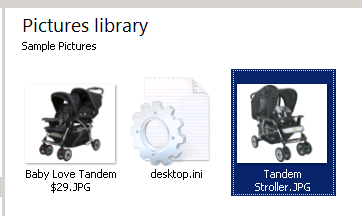 Pictures library
Sample Pictures
Baby Love Tandem
$29.JPG
desktop.ini
Tandem
Stroller.JPG